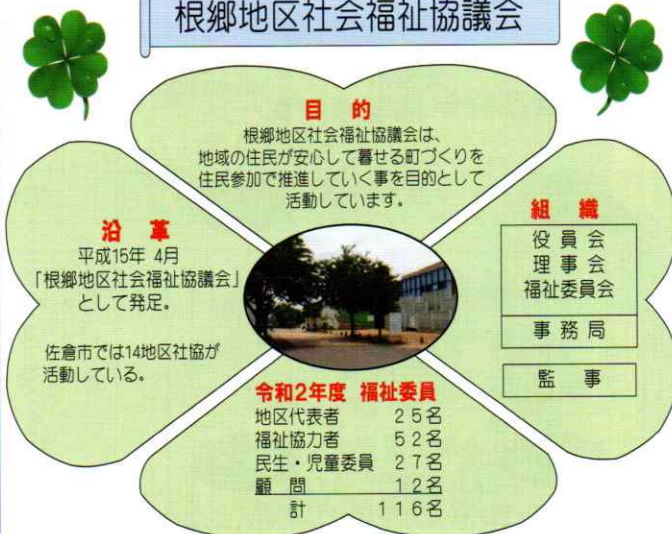 根郷地区社会福祉協議会
目的
根郷地区社会福祉協議会は、
地域の住民が安心して暮せる町づくりを
住民参加で推進していく事を目的として
活動しています。
沿革
平成15年 4月
「根郷地区社会福祉協議会」
として発足。
佐倉市では14地区社協が
活動している。
組織
役員会
理事会
福祉委員会
事務局
監事
令和2年度 福祉委員
地区代表者 25名
福祉協力者 52名
民生・児童委員 27名
顧問 12名
計 116名